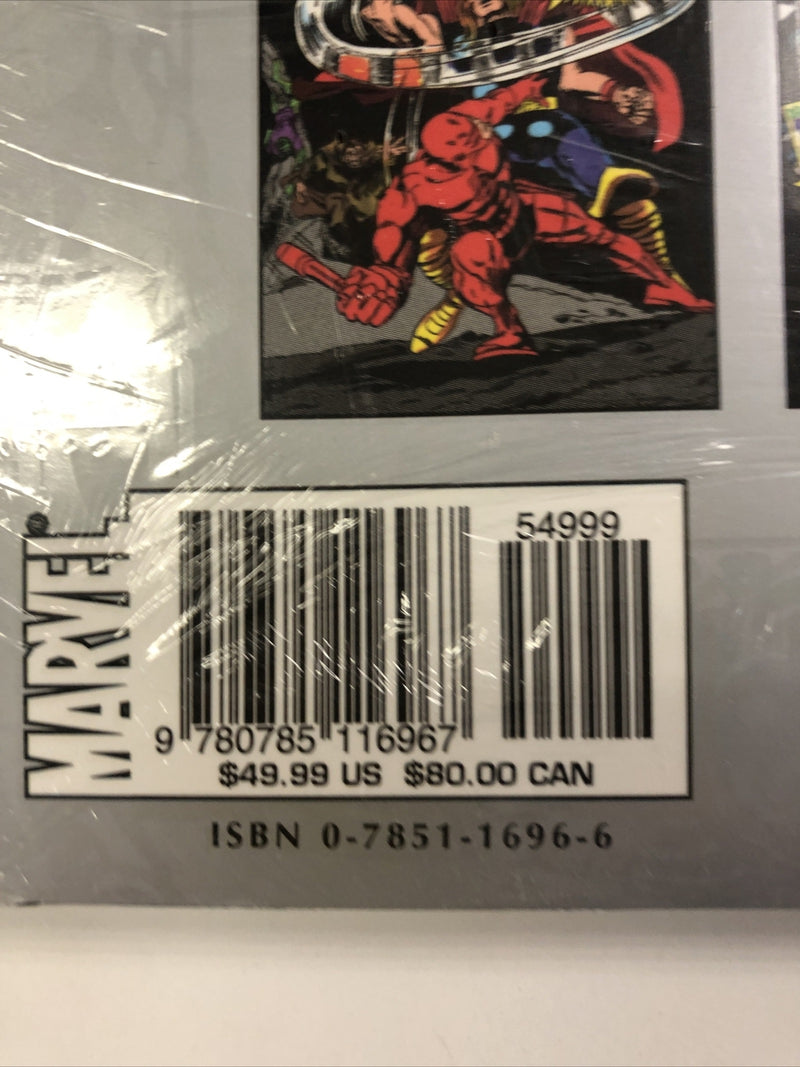 MARVEL
54999
9 780785 116967
$49.99 US $80.00 CAN
ISBN 0-7851-1696-6